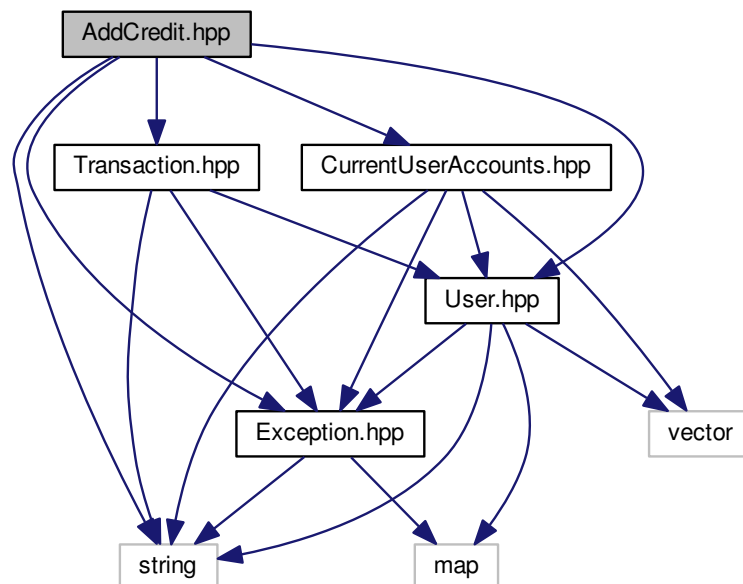 AddCredit.hpp
Transaction.hpp
CurrentUserAccounts.hpp
User.hpp
Exception.hpp
vector
string
map